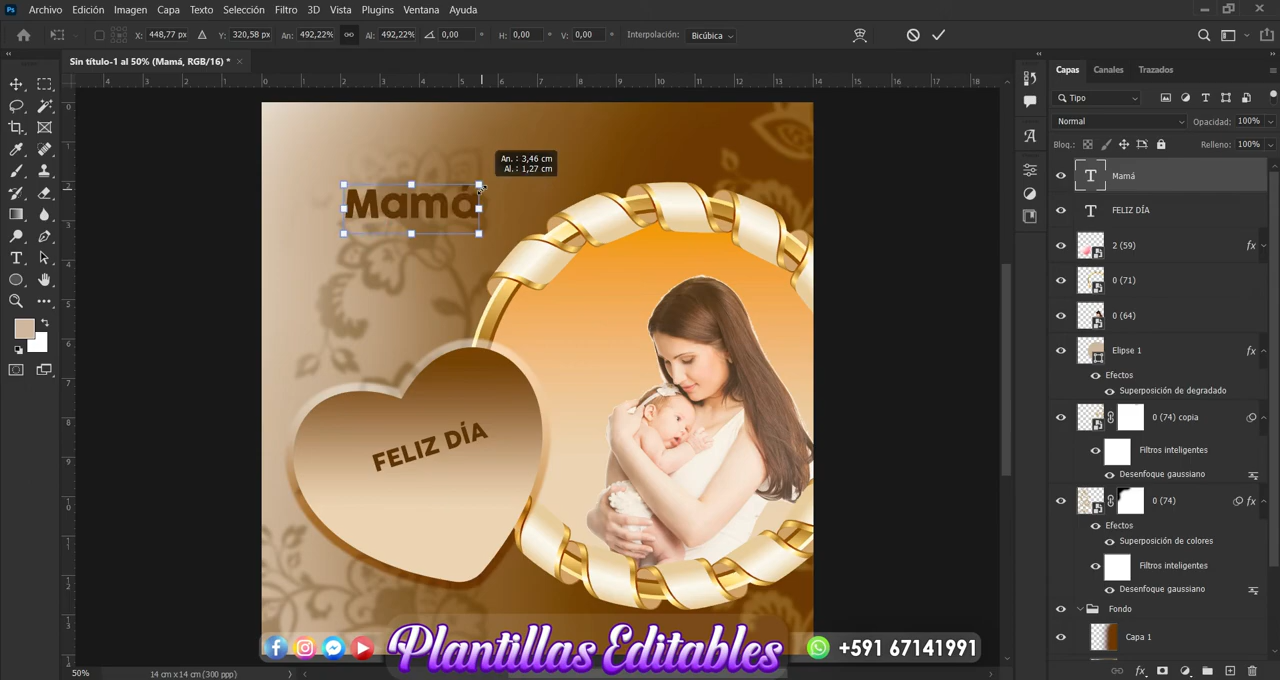 Ps Archivo Edición Imagen Capa Texto Selección Filtro 3D Vista Plugins Ventana Ayuda
X: 448,77 px Y: 320,58 px An: 492,22% Al: 492,22% 0,00 ° H: 0,00 ° V: 0,00 ° Interpolación: Bicúbica
Sin título-1 al 50% (Mamá, RGB/16) *
Capas Canales Trazados
Tipo
Normal Opacidad: 100%
Bloq.: Relleno: 100%
An. : 3,46 cm
Al. : 1,27 cm
Mamá
FELIZ DÍA
Mamá
FELIZ DÍA
2 (59) fx
0 (71)
0 (64)
Elipse 1 fx
Efectos
Superposición de degradado
0 (74) copia
Filtros inteligentes
Desenfoque gaussiano
0 (74) fx
Efectos
Superposición de colores
Filtros inteligentes
Desenfoque gaussiano
Fondo
Capa 1
Plantillas Editables
+591 67141991
50% 14 cm x 14 cm (300 ppp)